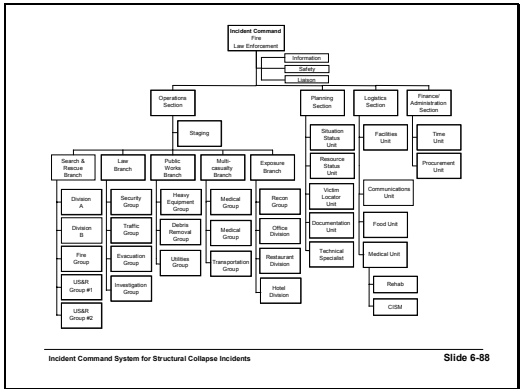 Incident Command
Fire
Law Enforcement
Information
Safety
Liaison
Operations
Section
Planning
Section
Logistics
Section
Finance/
Administration
Section
Staging
Situation
Status
Unit
Resource
Status
Unit
Victim
Locator
Unit
Documentation
Unit
Technical
Specialist
Facilities
Unit
Communications
Unit
Food Unit
Medical Unit
Rehab
CISM
Time
Unit
Procurement
Unit
Search &
Rescue
Branch
Law
Branch
Public
Works
Branch
Multi-
casualty
Branch
Exposure
Branch
Division
A
Division
B
Fire
Group
US&R
Group #1
US&R
Group #2
Security
Group
Traffic
Group
Evacuation
Group
Investigation
Group
Heavy
Equipment
Group
Debris
Removal
Group
Utilities
Group
Medical
Group
Medical
Group
Transportation
Group
Recon
Group
Office
Division
Restaurant
Division
Hotel
Division
Incident Command System for Structural Collapse Incidents
Slide 6-88